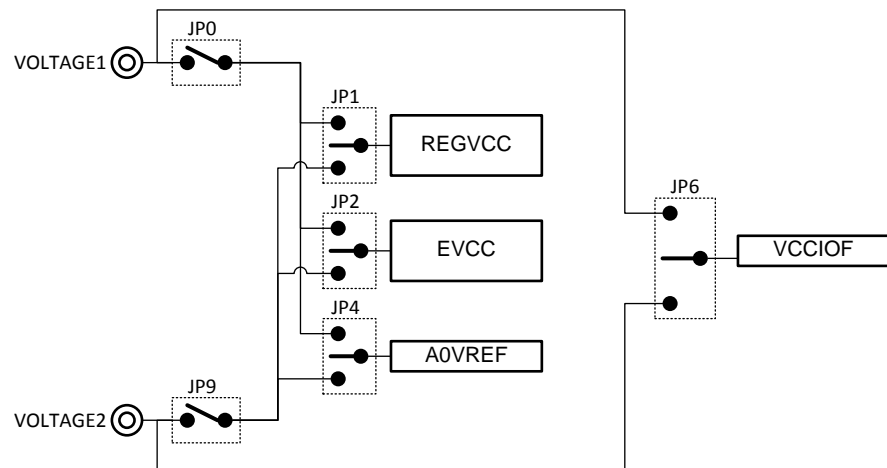 JP0
VOLTAGE1
JP1
REGVCC
JP2
EVCC
JP6
VCCIOF
JP4
A0VREF
JP9
VOLTAGE2